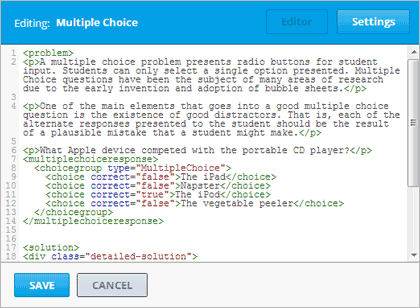 Editing: Multiple Choice
Editor
Settings
1 <problem>
2 <p>A multiple choice problem presents radio buttons for student
input. Students can only select a single option presented. Multiple
Choice questions have been the subject of many areas of research
due to the early invention and adoption of bubble sheets.</p>
3
4 <p>One of the main elements that goes into a good multiple choice
question is the existence of good distractors. That is, each of the
alternate responses presented to the student should be the result
of a plausible mistake that a student might make.</p>
5
6 <p>What Apple device competed with the portable CD player?</p>
7 <multiplechoiceresponse>
8 <choicegroup type="MultipleChoice">
9 <choice correct="false">The iPad</choice>
10 <choice correct="false">Napster</choice>
11 <choice correct="true">The iPod</choice>
12 <choice correct="false">The vegetable peeler</choice>
13 </choicegroup>
14 </multiplechoiceresponse>
15
16
17 <solution>
18 <div class="detailed-solution">
SAVE
CANCEL